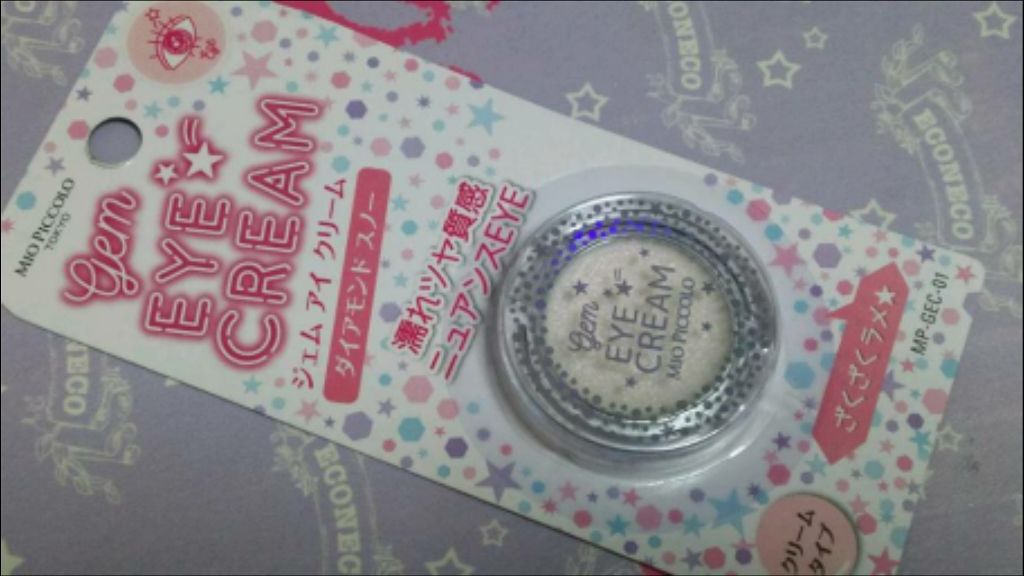 MIO PICCOLO
TOKYO
Gem
EYE
CREAM
ジェム アイ クリーム
ダイアモンド スノー
濡れツヤ質感
ニュアンスEYE
Gem
EYE
CREAM
MIO PICCOLO
ざくざくラメ★
MP-GEC-01
クリーム
タイプ
ECONECO
ECONECO
ECONECO
ECONECO